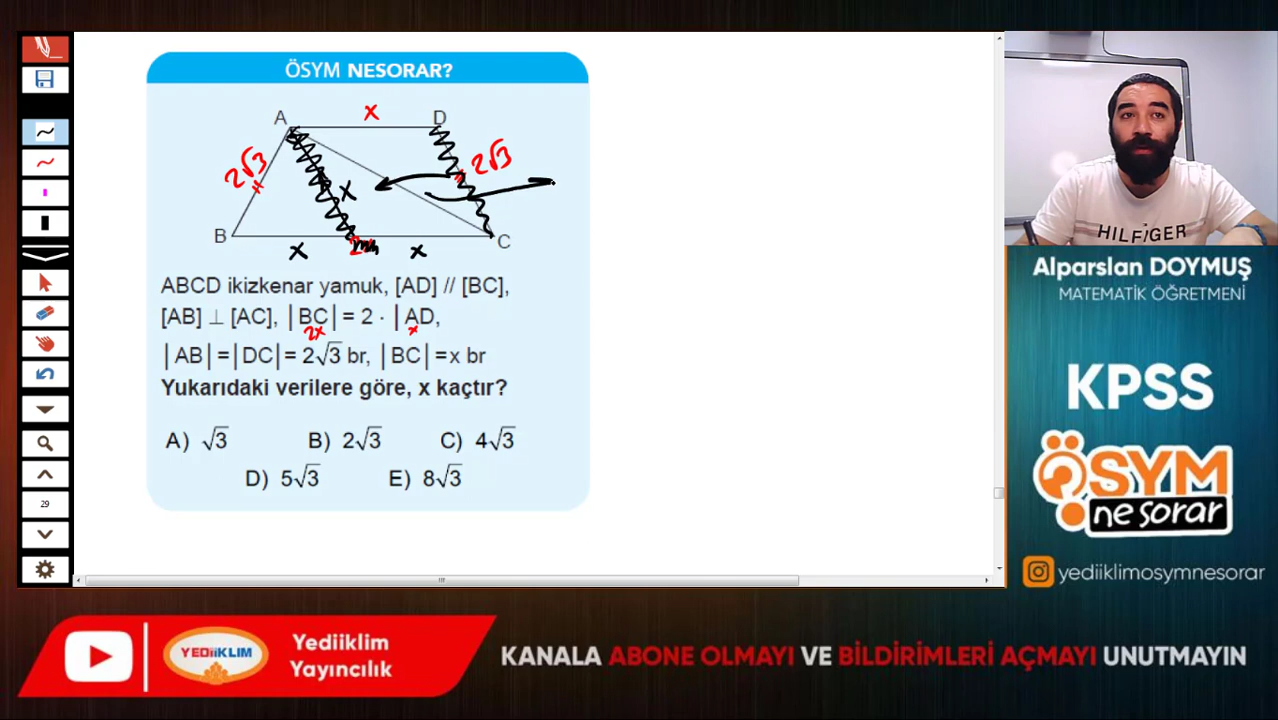 ÖSYM NESORAR?
A
x
D
2√3
2√3
x
B
x
x
C
ABCD ikizkenar yamuk, [AD] // [BC],
[AB] ⊥ [AC], |BC| = 2 · |AD|,
2x
x
|AB| = |DC| = 2√3 br, |BC| = x br
Yukarıdaki verilere göre, x kaçtır?
A) √3 B) 2√3 C) 4√3
D) 5√3 E) 8√3
29
HILFIGER
Alparslan DOYMUŞ
MATEMATİK ÖĞRETMENİ
KPSS
ÖSYM
ne sorar
yediiklimosymnesorar
YEDİİKLİM
Yediiklim
Yayıncılık
KANALA ABONE OLMAYI VE BİLDİRİMLERİ AÇMAYI UNUTMAYIN